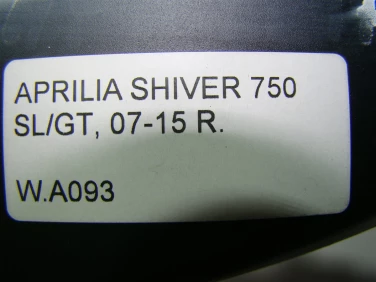 APRILIA SHIVER 750
SL/GT, 07-15 R.
W.A093